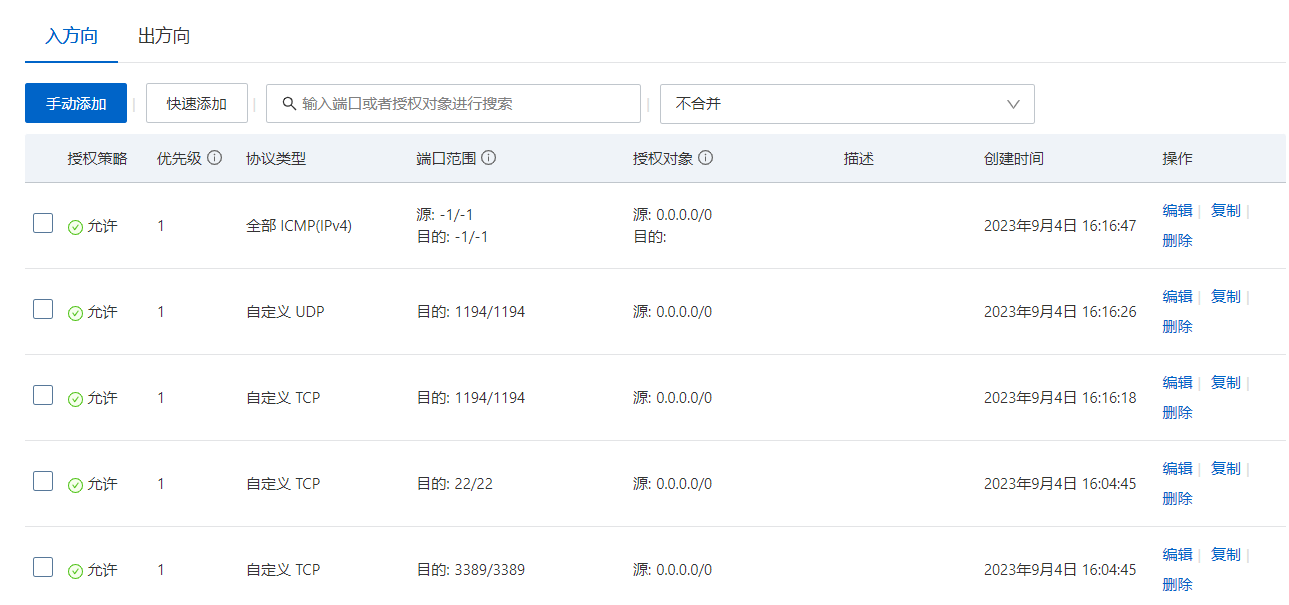 入方向 出方向
手动添加 快速添加 输入端口或者授权对象进行搜索 不合并
授权策略 优先级 协议类型 端口范围 授权对象 描述 创建时间 操作
允许 1 全部 ICMP(IPv4) 源: -1/-1 源: 0.0.0.0/0 2023年9月4日 16:16:47 编辑 复制
目的: -1/-1 目的: 删除
允许 1 自定义 UDP 目的: 1194/1194 源: 0.0.0.0/0 2023年9月4日 16:16:26 编辑 复制
删除
允许 1 自定义 TCP 目的: 1194/1194 源: 0.0.0.0/0 2023年9月4日 16:16:18 编辑 复制
删除
允许 1 自定义 TCP 目的: 22/22 源: 0.0.0.0/0 2023年9月4日 16:04:45 编辑 复制
删除
允许 1 自定义 TCP 目的: 3389/3389 源: 0.0.0.0/0 2023年9月4日 16:04:45 编辑 复制
删除